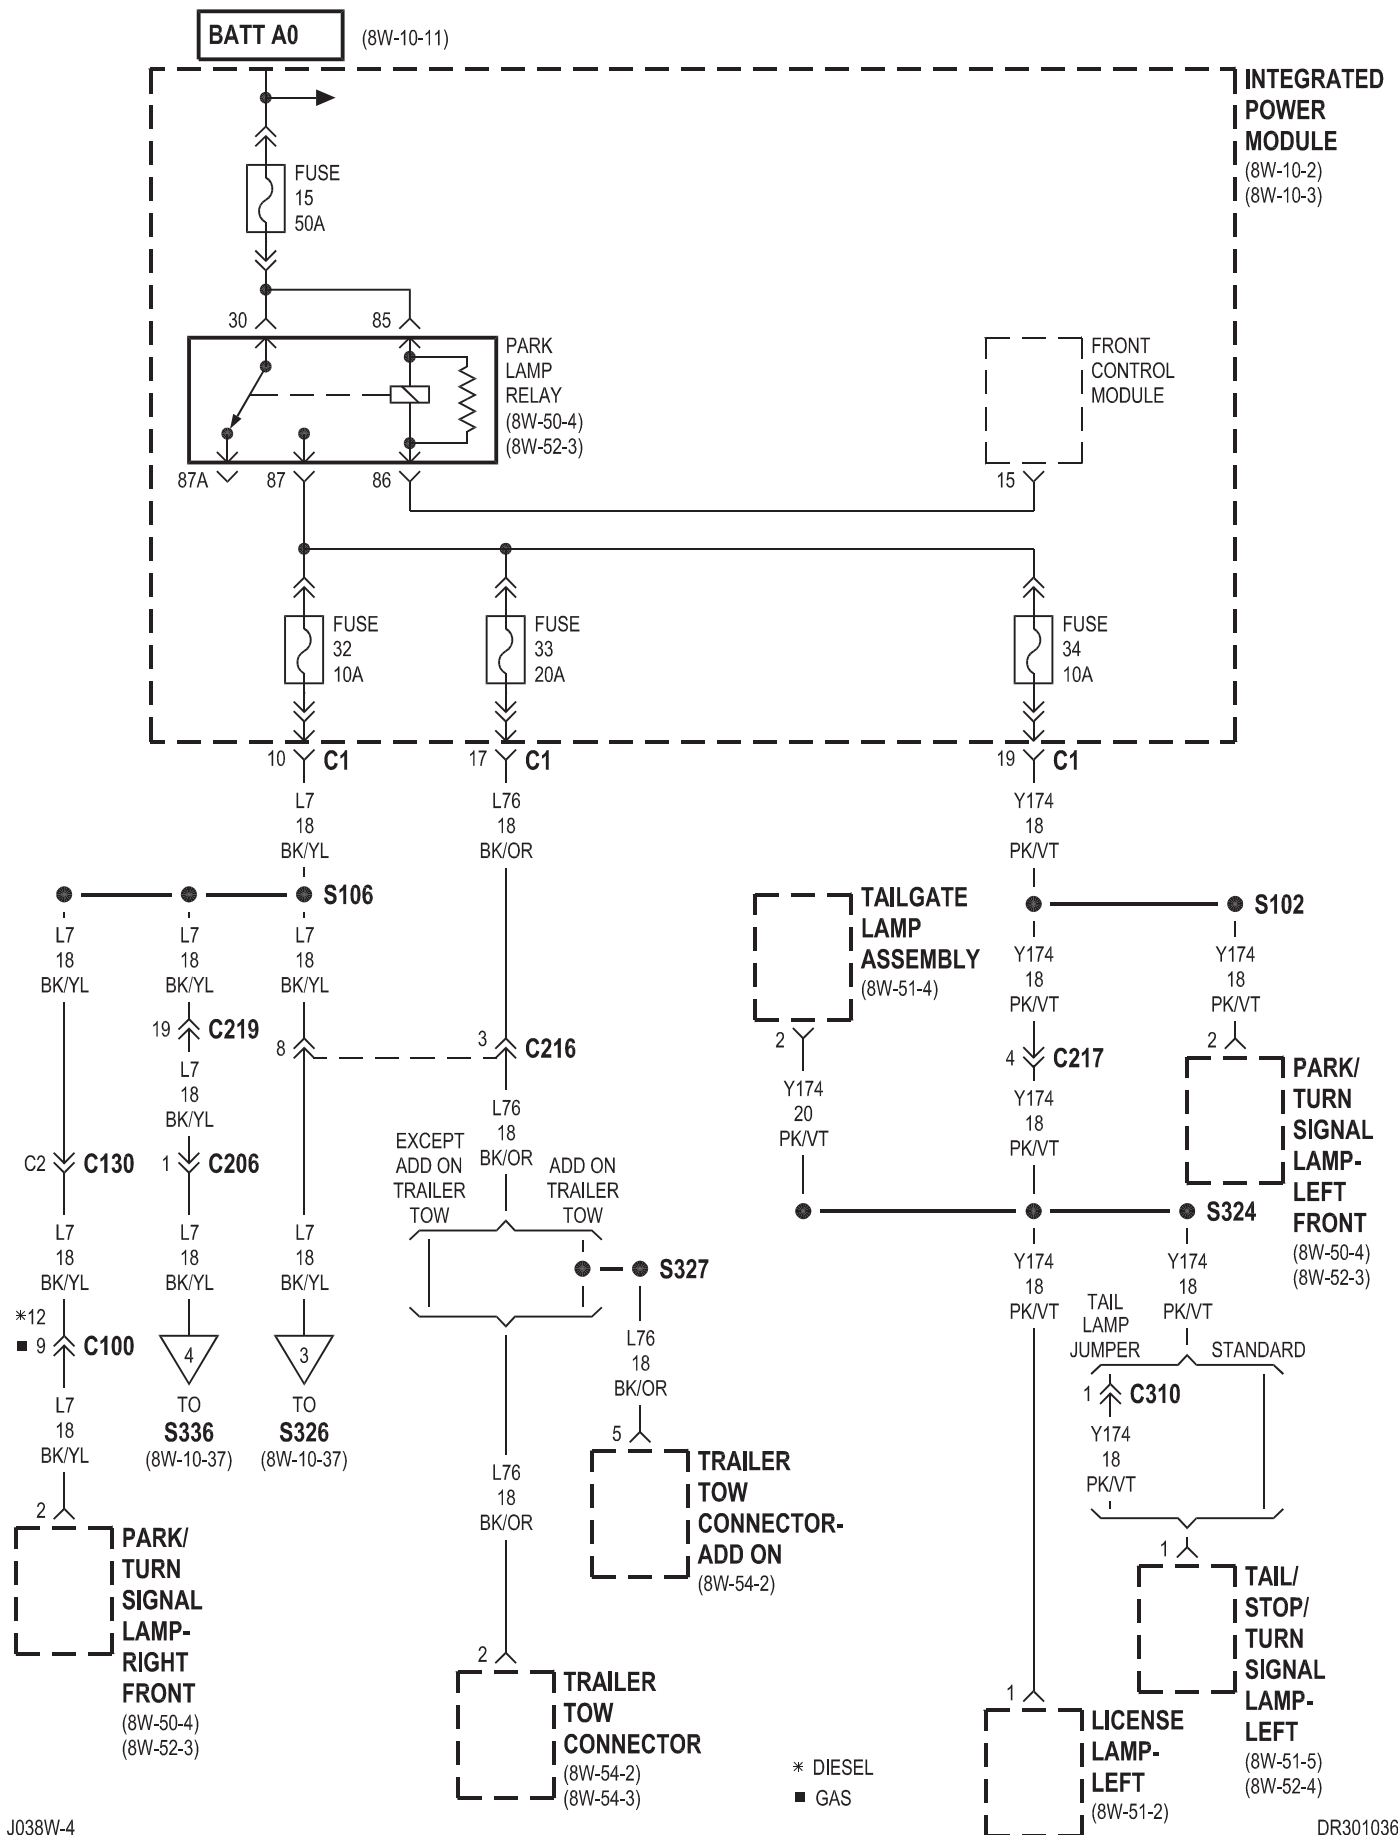 BATT A0 (8W-10-11)
INTEGRATED
POWER
MODULE
(8W-10-2)
(8W-10-3)
FUSE
15
50A
30
85
PARK
LAMP
RELAY
(8W-50-4)
(8W-52-3)
FRONT
CONTROL
MODULE
87A
87
86
15
FUSE
32
10A
FUSE
33
20A
FUSE
34
10A
10 C1
17 C1
19 C1
L7
18
BK/YL
L76
18
BK/OR
Y174
18
PK/VT
S106
TAILGATE
LAMP
ASSEMBLY
(8W-51-4)
S102
L7
18
BK/YL
L7
18
BK/YL
L7
18
BK/YL
Y174
18
PK/VT
Y174
18
PK/VT
19 C219
8
3 C216
2
4 C217
2
L7
18
BK/YL
L76
18
BK/OR
Y174
20
PK/VT
Y174
18
PK/VT
PARK/
TURN
SIGNAL
LAMP-
LEFT
FRONT
(8W-50-4)
(8W-52-3)
C2 C130
1 C206
EXCEPT
ADD ON
TRAILER
TOW
ADD ON
TRAILER
TOW
S324
L7
18
BK/YL
L7
18
BK/YL
L7
18
BK/YL
S327
Y174
18
PK/VT
Y174
18
PK/VT
*12
■ 9 C100
4
TO
S336
(8W-10-37)
3
TO
S326
(8W-10-37)
L76
18
BK/OR
TAIL
LAMP
JUMPER
STANDARD
1 C310
Y174
18
PK/VT
L7
18
BK/YL
5
TRAILER
TOW
CONNECTOR-
ADD ON
(8W-54-2)
L76
18
BK/OR
2
PARK/
TURN
SIGNAL
LAMP-
RIGHT
FRONT
(8W-50-4)
(8W-52-3)
1
TAIL/
STOP/
TURN
SIGNAL
LAMP-
LEFT
(8W-51-5)
(8W-52-4)
2
TRAILER
TOW
CONNECTOR
(8W-54-2)
(8W-54-3)
1
LICENSE
LAMP-
LEFT
(8W-51-2)
* DIESEL
■ GAS
J038W-4
DR301036